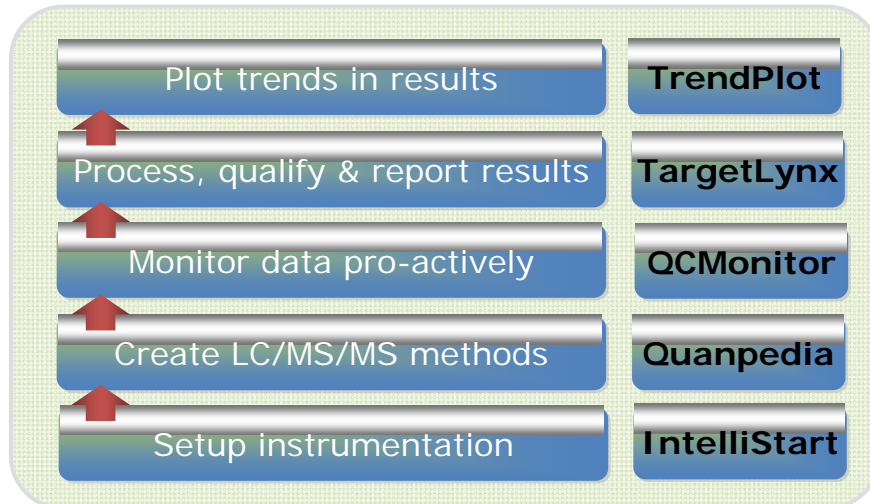 Plot trends in results TrendPlot
Process, qualify & report results TargetLynx
Monitor data pro-actively QCMonitor
Create LC/MS/MS methods Quanpedia
Setup instrumentation IntelliStart